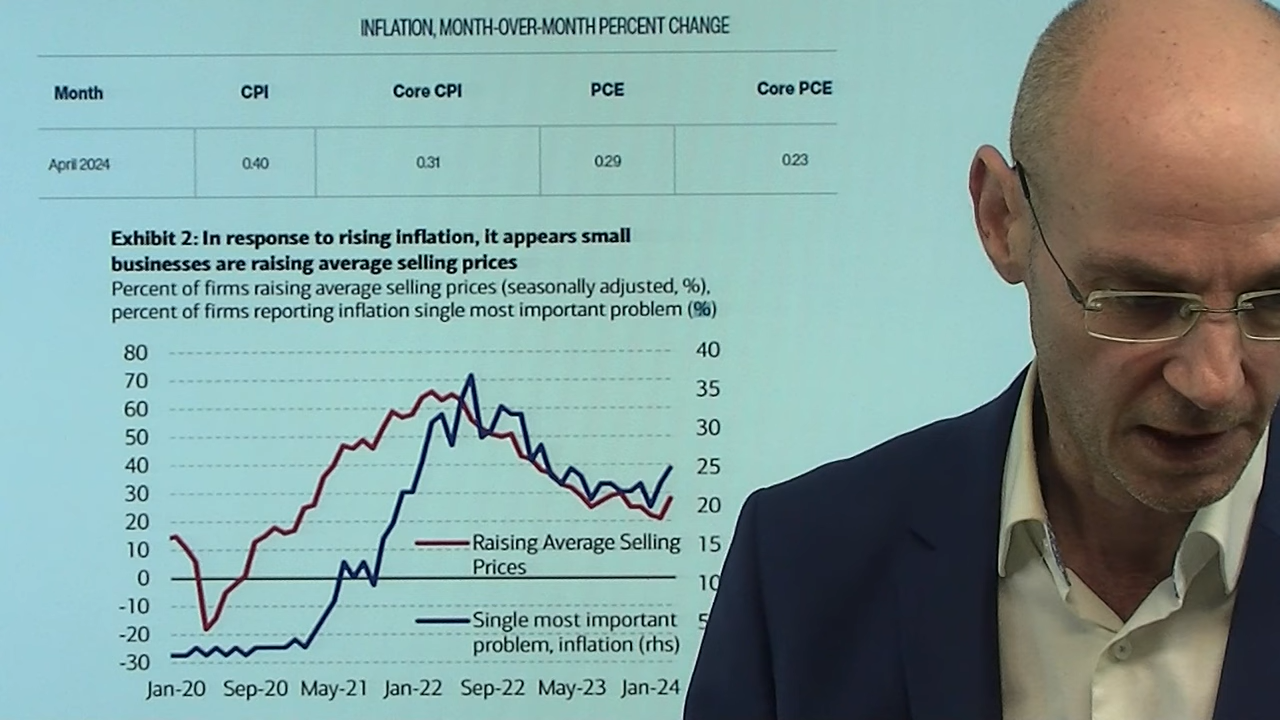 INFLATION, MONTH-OVER-MONTH PERCENT CHANGE
Month CPI Core CPI PCE Core PCE
April 2024 0.40 0.31 0.29 0.23
Exhibit 2: In response to rising inflation, it appears small
businesses are raising average selling prices
Percent of firms raising average selling prices (seasonally adjusted, %),
percent of firms reporting inflation single most important problem (%)
80 40
70 35
60
50 30
40 25
30
20 20
10 15
0 10
-10
-20 5
-30
Raising Average Selling
Prices
Single most important
problem, inflation (rhs)
Jan-20 Sep-20 May-21 Jan-22 Sep-22 May-23 Jan-24